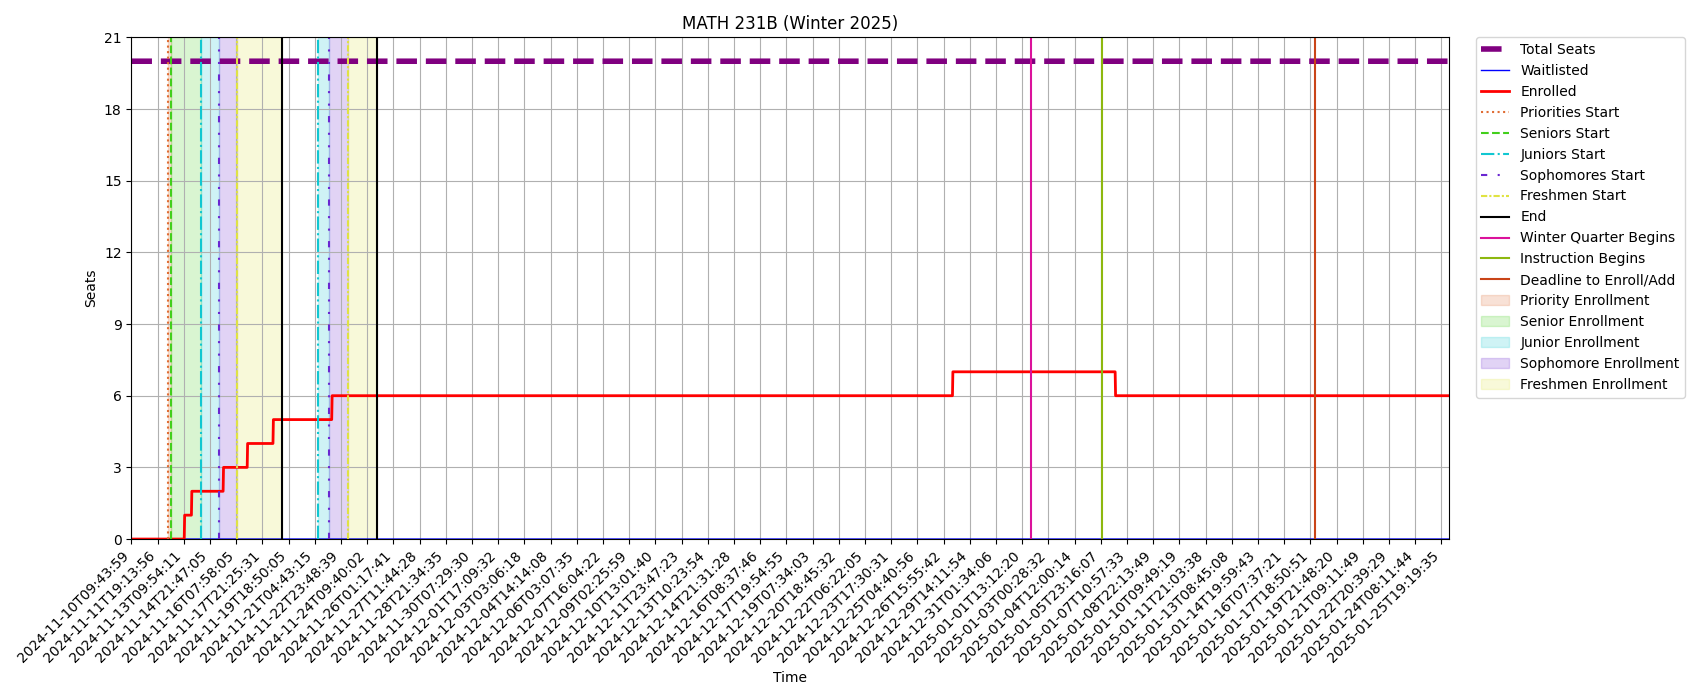 MATH 231B (Winter 2025)
21
18
15
12
9
6
3
0
Seats
2024-11-10T09:43:59
2024-11-11T19:13:56
2024-11-13T09:54:11
2024-11-14T21:47:05
2024-11-16T07:58:05
2024-11-17T21:25:31
2024-11-19T18:50:05
2024-11-21T04:43:15
2024-11-22T23:48:39
2024-11-24T09:40:02
2024-11-26T01:17:41
2024-11-27T11:44:28
2024-11-28T21:34:35
2024-11-30T07:29:30
2024-12-01T17:09:32
2024-12-03T03:06:18
2024-12-04T14:14:08
2024-12-06T03:07:35
2024-12-07T16:04:22
2024-12-09T02:25:59
2024-12-10T13:01:40
2024-12-11T23:47:23
2024-12-13T10:23:54
2024-12-14T21:31:28
2024-12-16T08:37:46
2024-12-17T19:54:55
2024-12-19T07:34:03
2024-12-20T18:45:32
2024-12-22T06:22:05
2024-12-23T17:30:31
2024-12-25T04:40:56
2024-12-26T15:55:42
2024-12-29T14:11:54
2024-12-31T01:34:06
2025-01-01T13:12:20
2025-01-03T00:28:32
2025-01-04T12:00:14
2025-01-05T23:16:07
2025-01-07T10:57:33
2025-01-08T22:13:49
2025-01-10T09:49:19
2025-01-11T21:03:38
2025-01-13T08:45:08
2025-01-14T19:59:43
2025-01-16T07:37:21
2025-01-17T18:50:51
2025-01-19T21:48:20
2025-01-21T09:11:49
2025-01-22T20:39:29
2025-01-24T08:11:44
2025-01-25T19:19:35
Time
Total Seats
Waitlisted
Enrolled
Priorities Start
Seniors Start
Juniors Start
Sophomores Start
Freshmen Start
End
Winter Quarter Begins
Instruction Begins
Deadline to Enroll/Add
Priority Enrollment
Senior Enrollment
Junior Enrollment
Sophomore Enrollment
Freshmen Enrollment